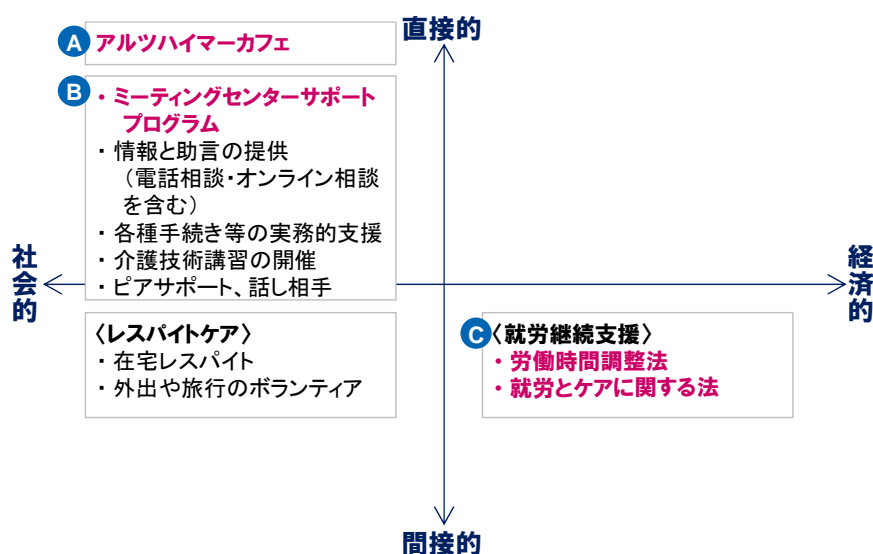 直接的
A アルツハイマーカフェ
B ・ミーティングセンターサポート
プログラム
・情報と助言の提供
（電話相談・オンライン相談
を含む）
・各種手続き等の実務的支援
・介護技術講習の開催
・ピアサポート、話し相手
社会的
経済的
〈レスパイトケア〉
・在宅レスパイト
・外出や旅行のボランティア
C 〈就労継続支援〉
・労働時間調整法
・就労とケアに関する法
間接的